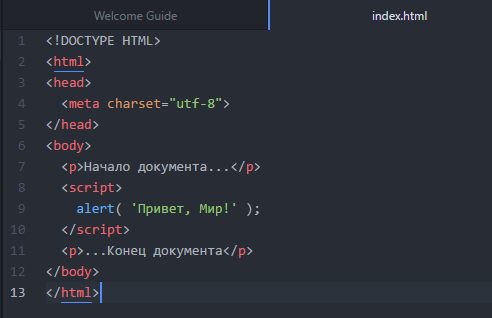 Welcome Guide index.html
1 <!DOCTYPE HTML>
2 <html>
3 <head>
4   <meta charset="utf-8">
5 </head>
6 <body>
7   <p>Начало документа...</p>
8   <script>
9     alert( 'Привет, Мир!' );
10   </script>
11   <p>...Конец документа</p>
12 </body>
13 </html>